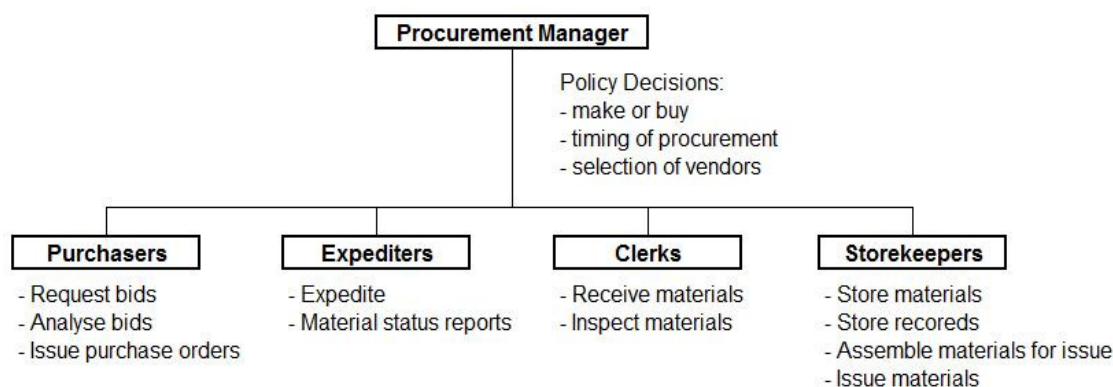 Procurement Manager
Policy Decisions:
- make or buy
- timing of procurement
- selection of vendors
Purchasers
- Request bids
- Analyse bids
- Issue purchase orders
Expediters
- Expedite
- Material status reports
Clerks
- Receive materials
- Inspect materials
Storekeepers
- Store materials
- Store recoreds
- Assemble materials for issue
- Issue materials